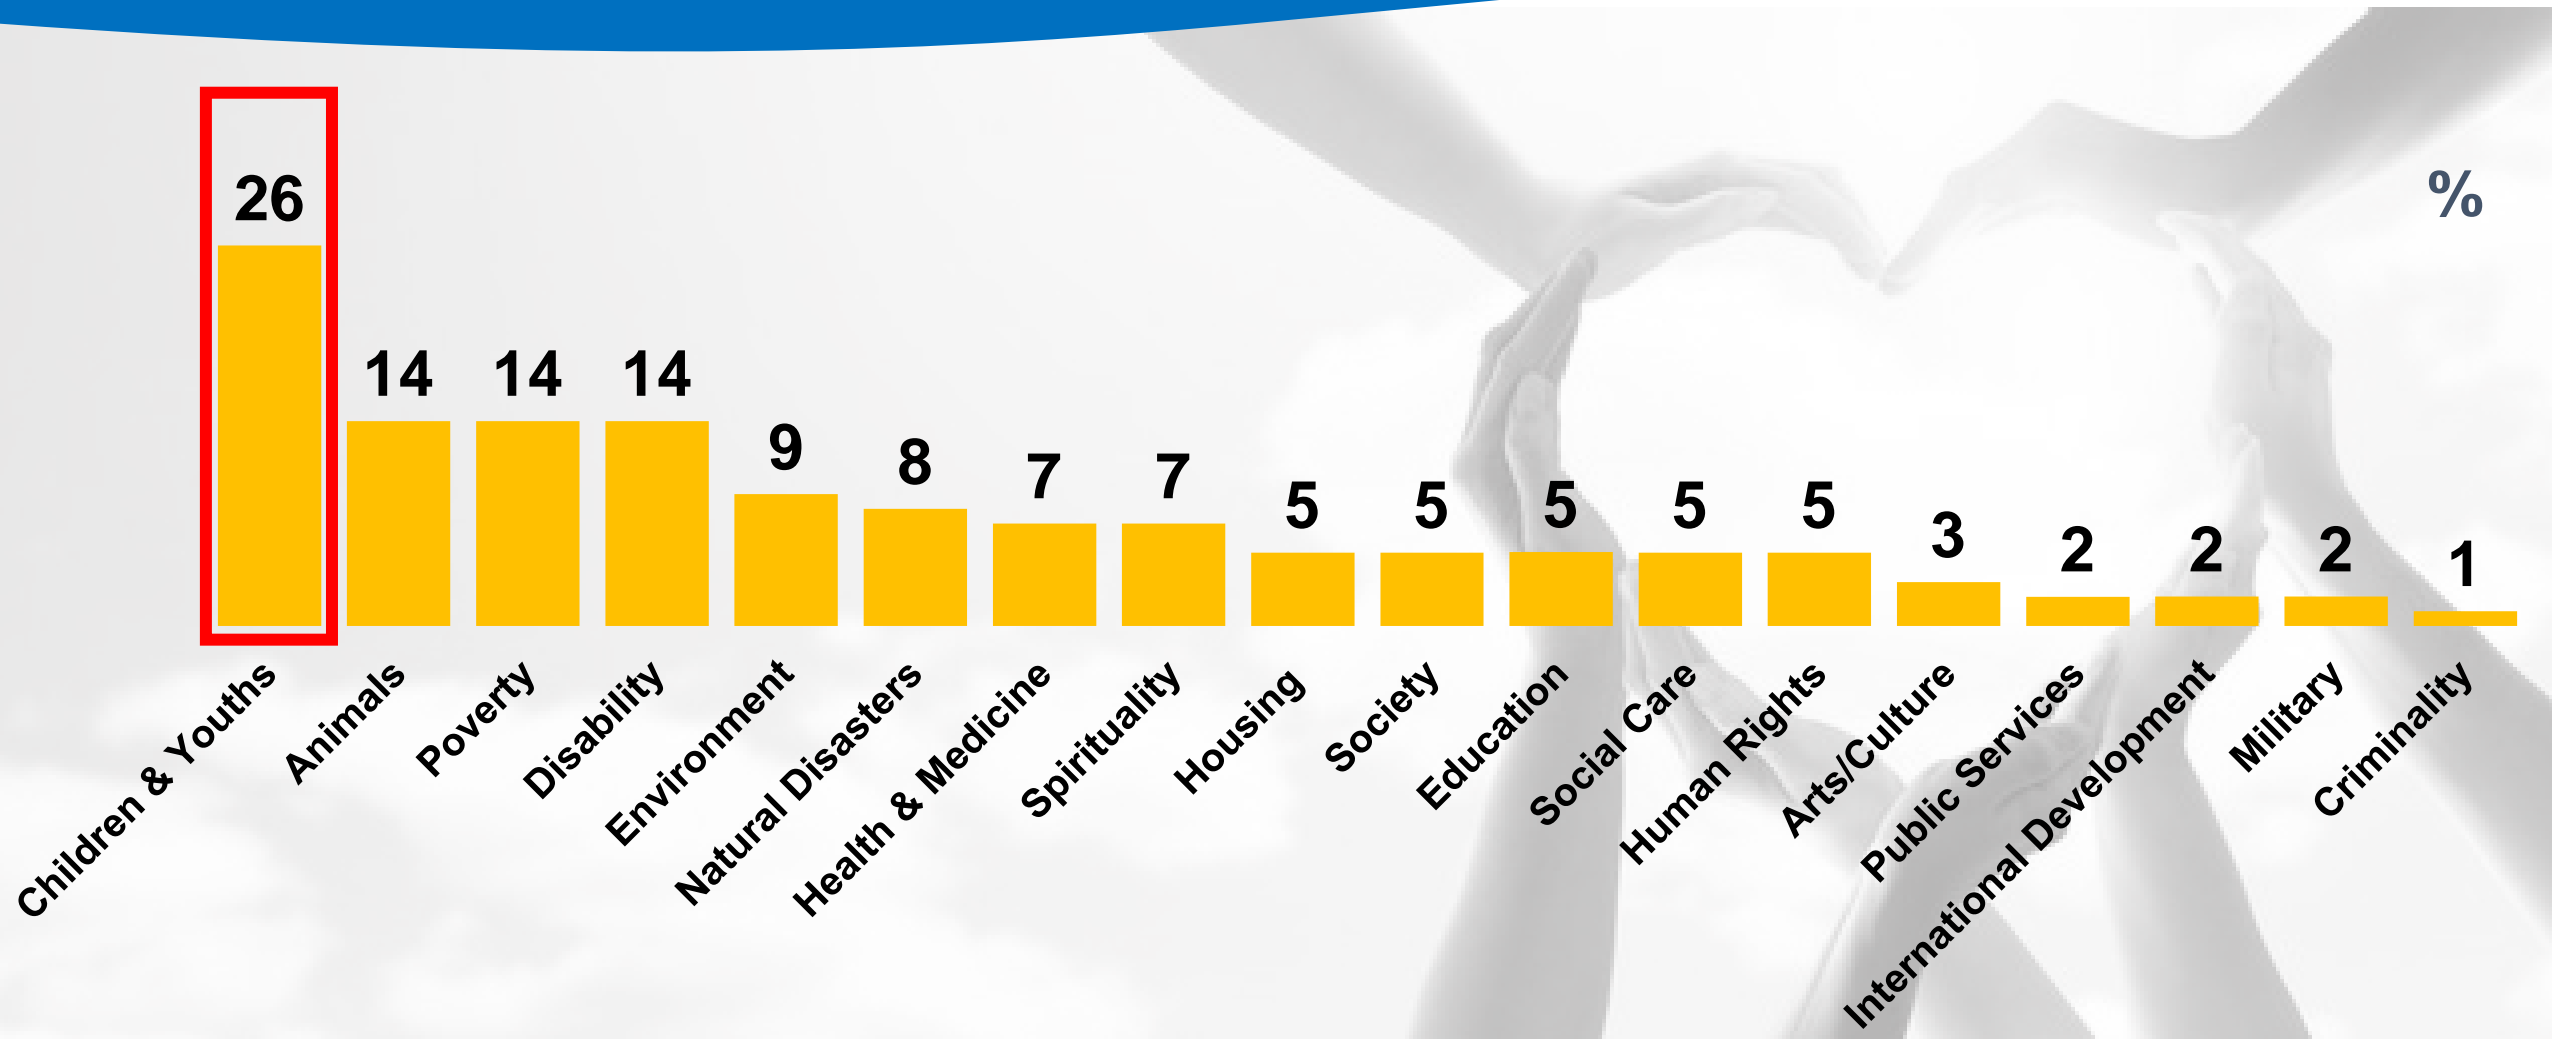 %
26
14
14
14
9
8
7
7
5
5
5
5
5
3
2
2
2
1
Children & Youths
Animals
Poverty
Disability
Environment
Natural Disasters
Health & Medicine
Spirituality
Housing
Society
Education
Social Care
Human Rights
Arts/Culture
Public Services
International Development
Military
Criminality